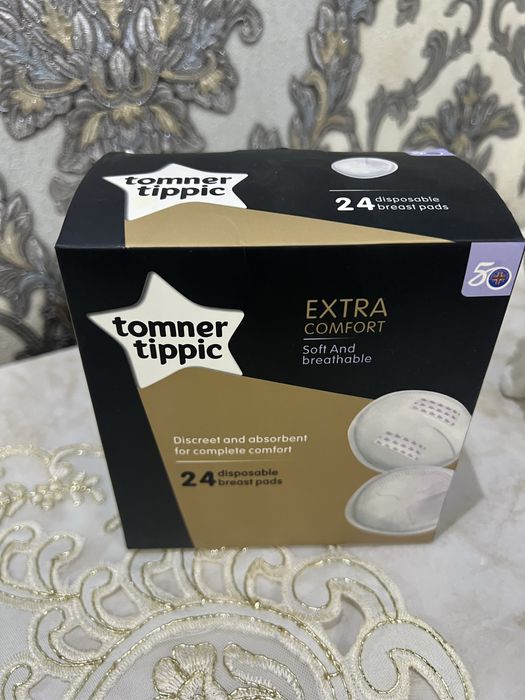 tomner
tippic
24 disposable
breast pads
50
tomner
tippic
EXTRA
COMFORT
Soft And
breathable
Discreet and absorbent
for complete comfort
24 disposable
breast pads